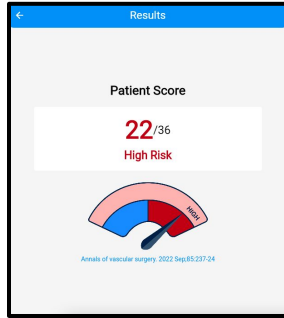 Results
Patient Score
22/36
High Risk
HIGH
Annals of vascular surgery. 2022 Sep;85:237-24